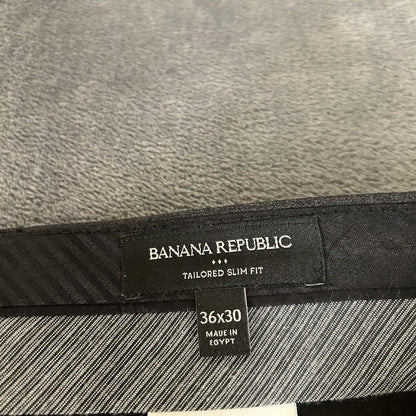 BANANA REPUBLIC
TAILORED SLIM FIT
36x30
MADE IN
EGYPT